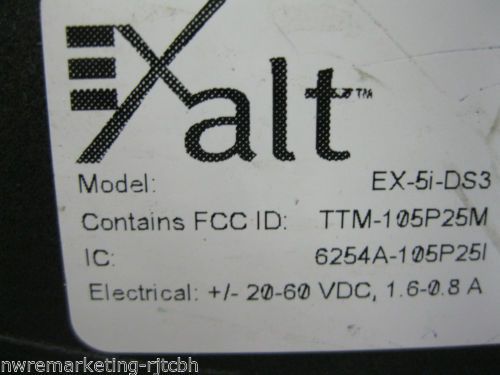 EXalt™
Model: EX-5i-DS3
Contains FCC ID: TTM-105P25M
IC: 6254A-105P25I
Electrical: +/- 20-60 VDC, 1.6-0.8 A
nwremarketing-rjtcbh